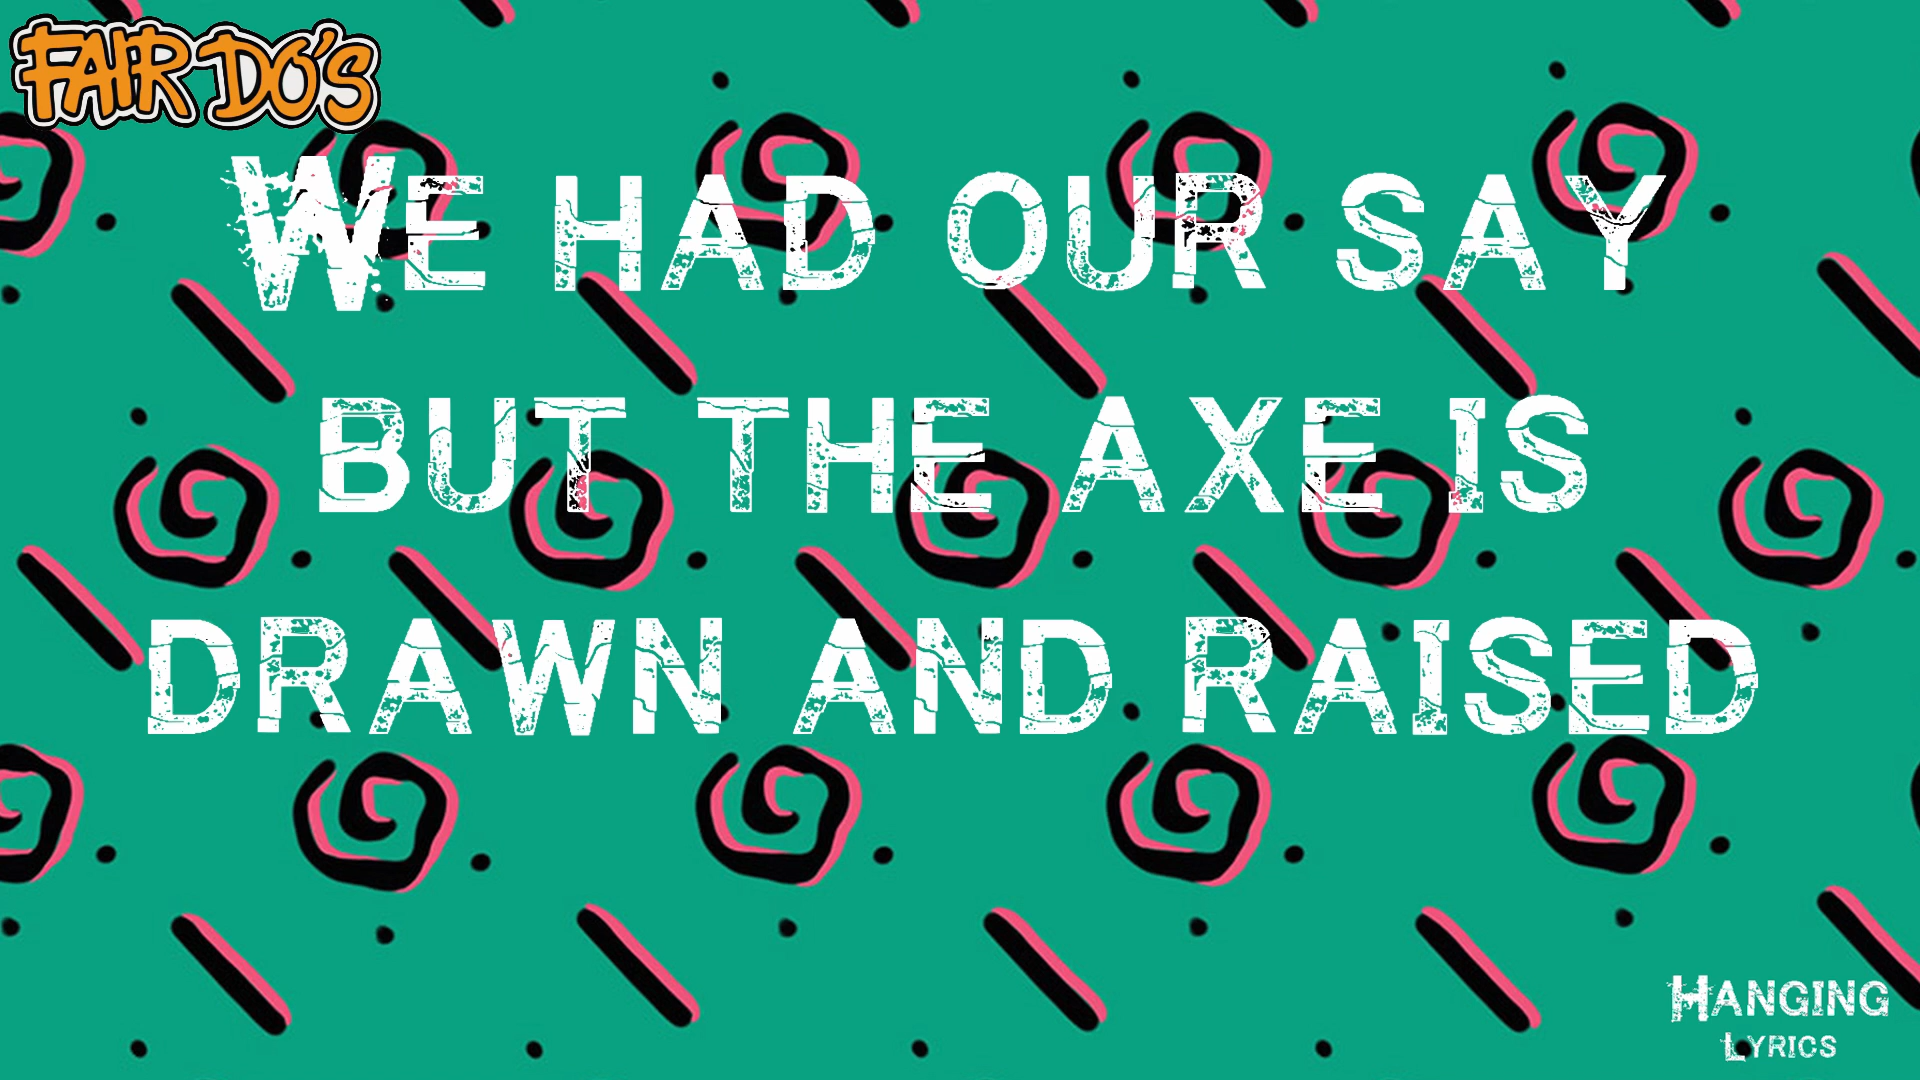 FAIR DO'S
WE HAD OUR SAY
BUT THE AXE IS
DRAWN AND RAISED
HANGING
LYRICS